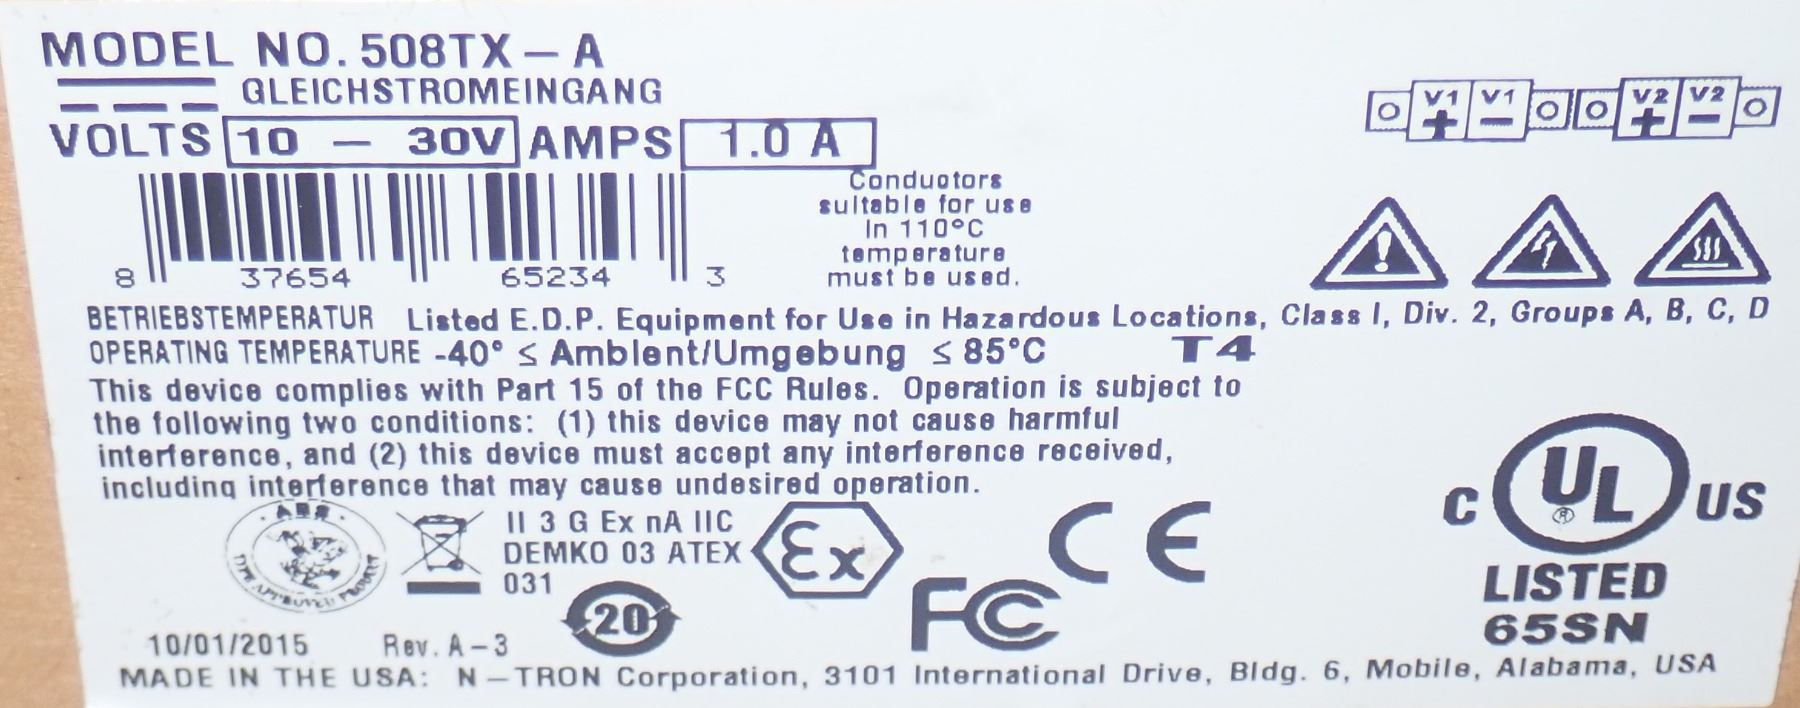 MODEL NO. 508TX-A
GLEICHSTROMEINGANG
VOLTS 10 - 30V AMPS 1.0 A
V1 V1 V2 V2
+ - + -
Conductors
suitable for use
in 110°C
temperature
must be used.
8 37654 65234 3
BETRIEBSTEMPERATUR Listed E.D.P. Equipment for Use in Hazardous Locations, Class I, Div. 2, Groups A, B, C, D
OPERATING TEMPERATURE -40° ≤ Ambient/Umgebung ≤ 85°C T4
This device complies with Part 15 of the FCC Rules. Operation is subject to
the following two conditions: (1) this device may not cause harmful
interference, and (2) this device must accept any interference received,
including interference that may cause undesired operation.
ABS
TYPE APPROVED PRODUCT
II 3 G Ex nA IIC
DEMKO 03 ATEX
031
Ex
CE
FC
20
C UL ® US
LISTED
65SN
10/01/2015 Rev. A-3
MADE IN THE USA: N-TRON Corporation, 3101 International Drive, Bldg. 6, Mobile, Alabama, USA